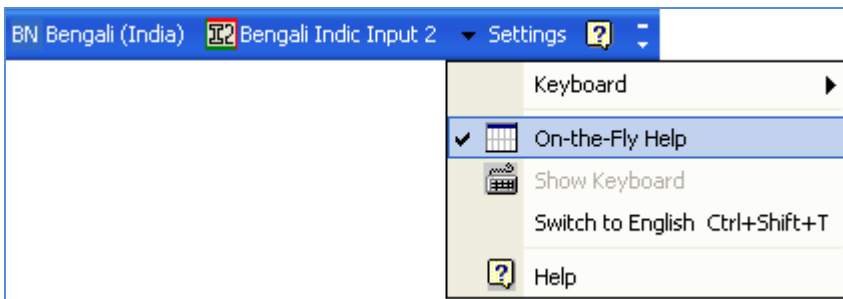 BN Bengali (India) Bengali Indic Input 2 Settings
Keyboard
On-the-Fly Help
Show Keyboard
Switch to English Ctrl+Shift+T
Help